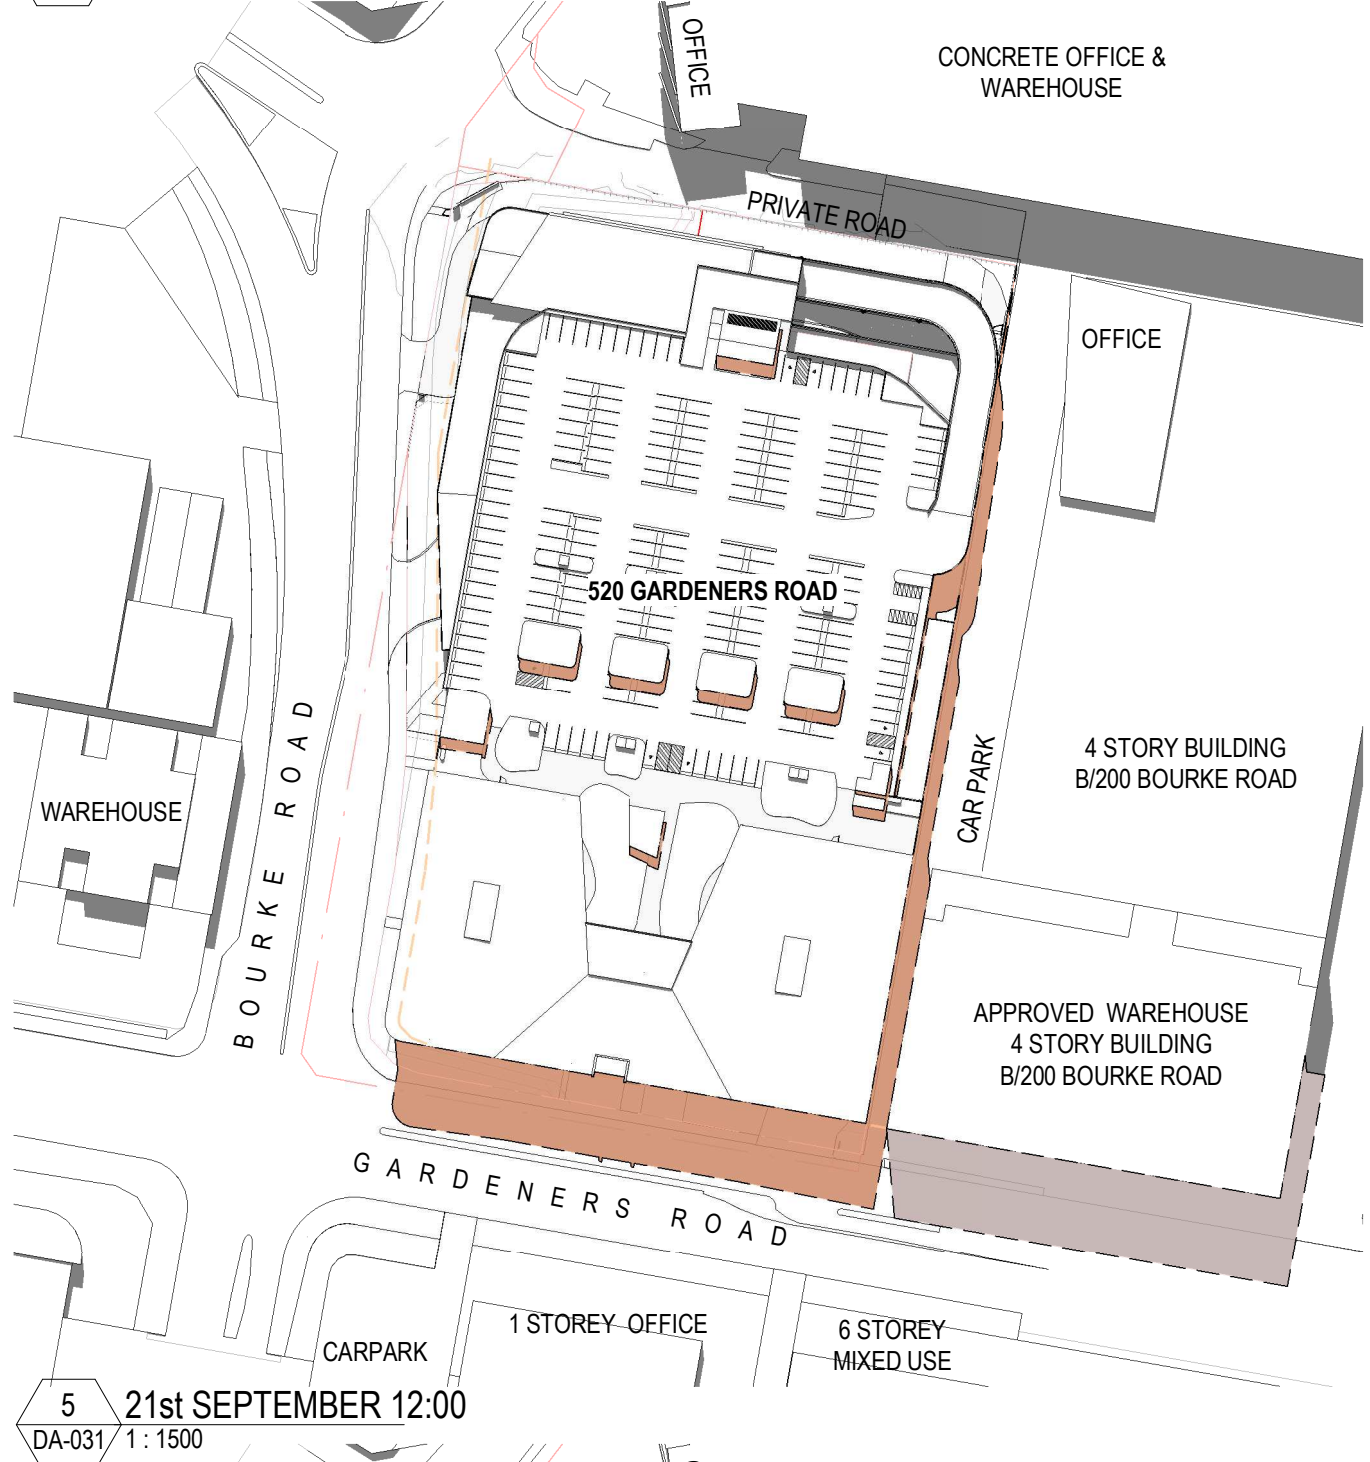 OFFICE
CONCRETE OFFICE &
WAREHOUSE
PRIVATE ROAD
OFFICE
520 GARDENERS ROAD
BOURKE ROAD
WAREHOUSE
CAR PARK
4 STORY BUILDING
B/200 BOURKE ROAD
APPROVED WAREHOUSE
4 STORY BUILDING
B/200 BOURKE ROAD
GARDENERS ROAD
CARPARK
1 STOREY OFFICE
6 STOREY
MIXED USE
5
21st SEPTEMBER 12:00
DA-031
1 : 1500